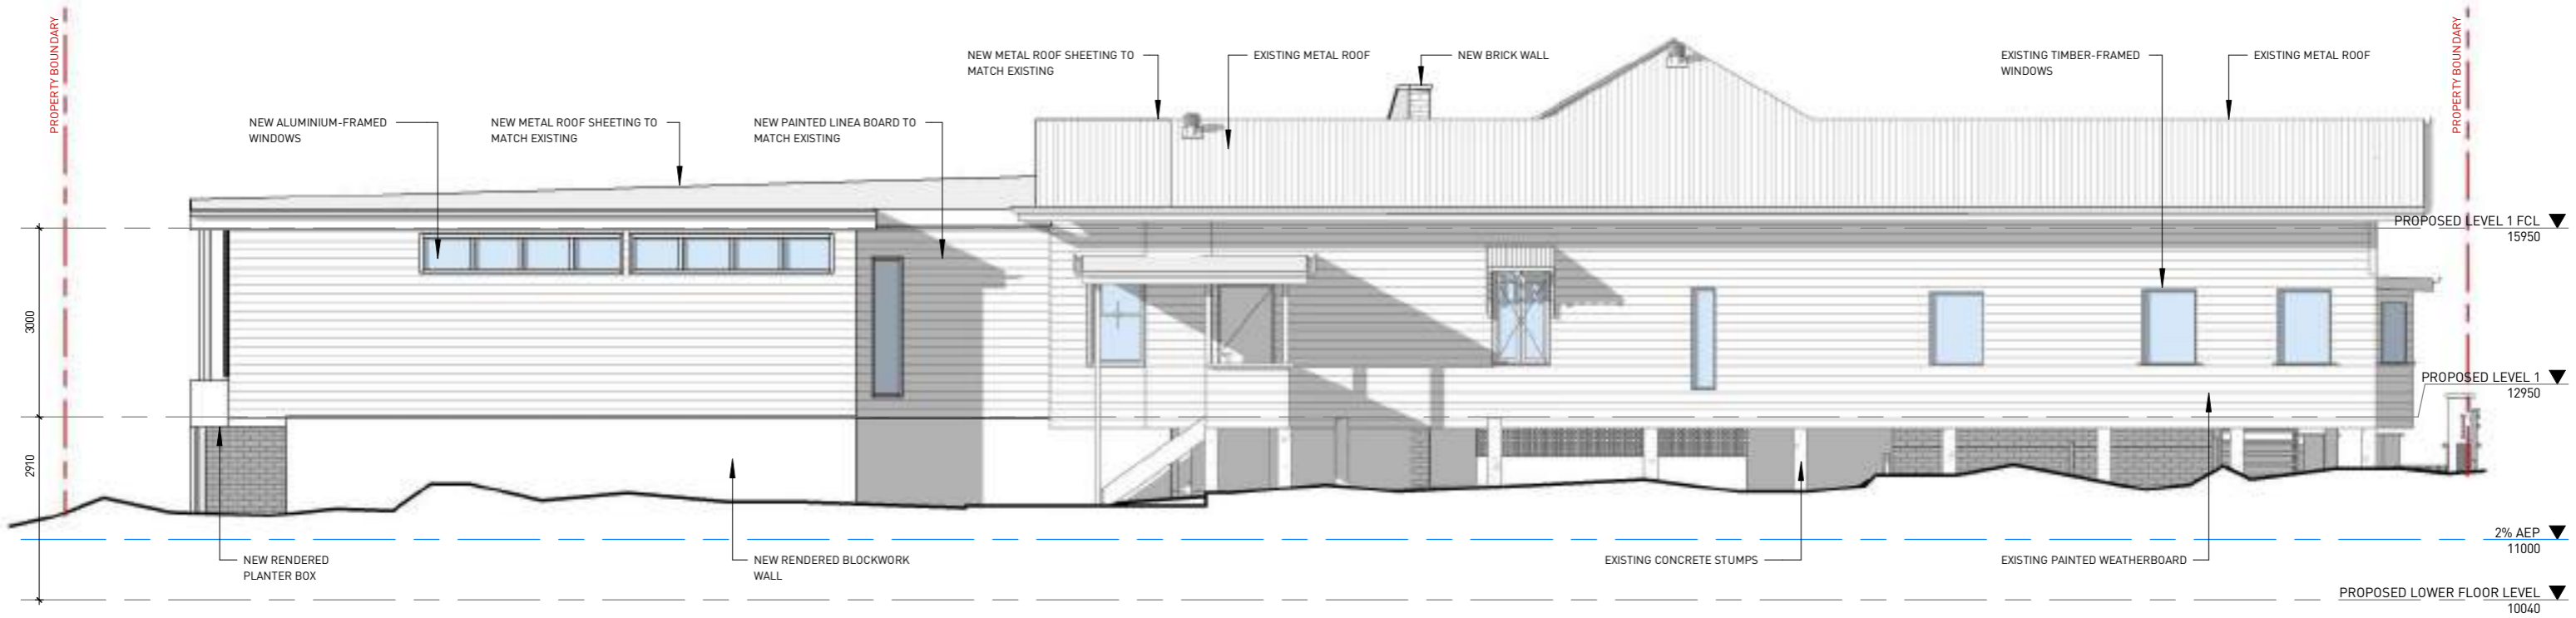 PROPERTY BOUNDARY
PROPERTY BOUNDARY
NEW METAL ROOF SHEETING TO
MATCH EXISTING
EXISTING METAL ROOF
NEW BRICK WALL
EXISTING TIMBER-FRAMED
WINDOWS
EXISTING METAL ROOF
NEW ALUMINIUM-FRAMED
WINDOWS
NEW METAL ROOF SHEETING TO
MATCH EXISTING
NEW PAINTED LINEA BOARD TO
MATCH EXISTING
PROPOSED LEVEL 1 FCL
15950
3000
PROPOSED LEVEL 1
12950
2910
2% AEP
11000
NEW RENDERED
PLANTER BOX
NEW RENDERED BLOCKWORK
WALL
EXISTING CONCRETE STUMPS
EXISTING PAINTED WEATHERBOARD
PROPOSED LOWER FLOOR LEVEL
10040